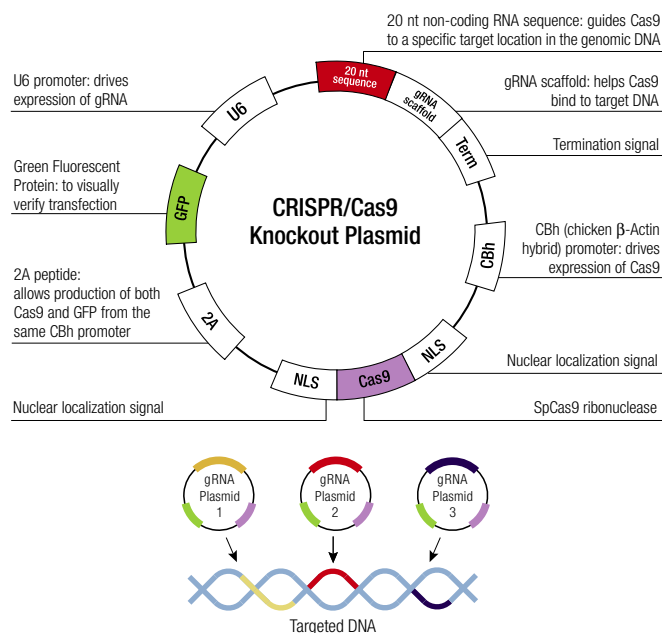 20 nt non-coding RNA sequence: guides Cas9
to a specific target location in the genomic DNA
U6 promoter: drives
expression of gRNA
gRNA scaffold: helps Cas9
bind to target DNA
Termination signal
Green Fluorescent
Protein: to visually
verify transfection
CBh (chicken β-Actin
hybrid) promoter: drives
expression of Cas9
2A peptide:
allows production of both
Cas9 and GFP from the
same CBh promoter
Nuclear localization signal
Nuclear localization signal
SpCas9 ribonuclease
20 nt
sequence
gRNA
scaffold
Term
CBh
NLS
Cas9
NLS
2A
GFP
U6
CRISPR/Cas9
Knockout Plasmid
gRNA
Plasmid
1
gRNA
Plasmid
2
gRNA
Plasmid
3
Targeted DNA